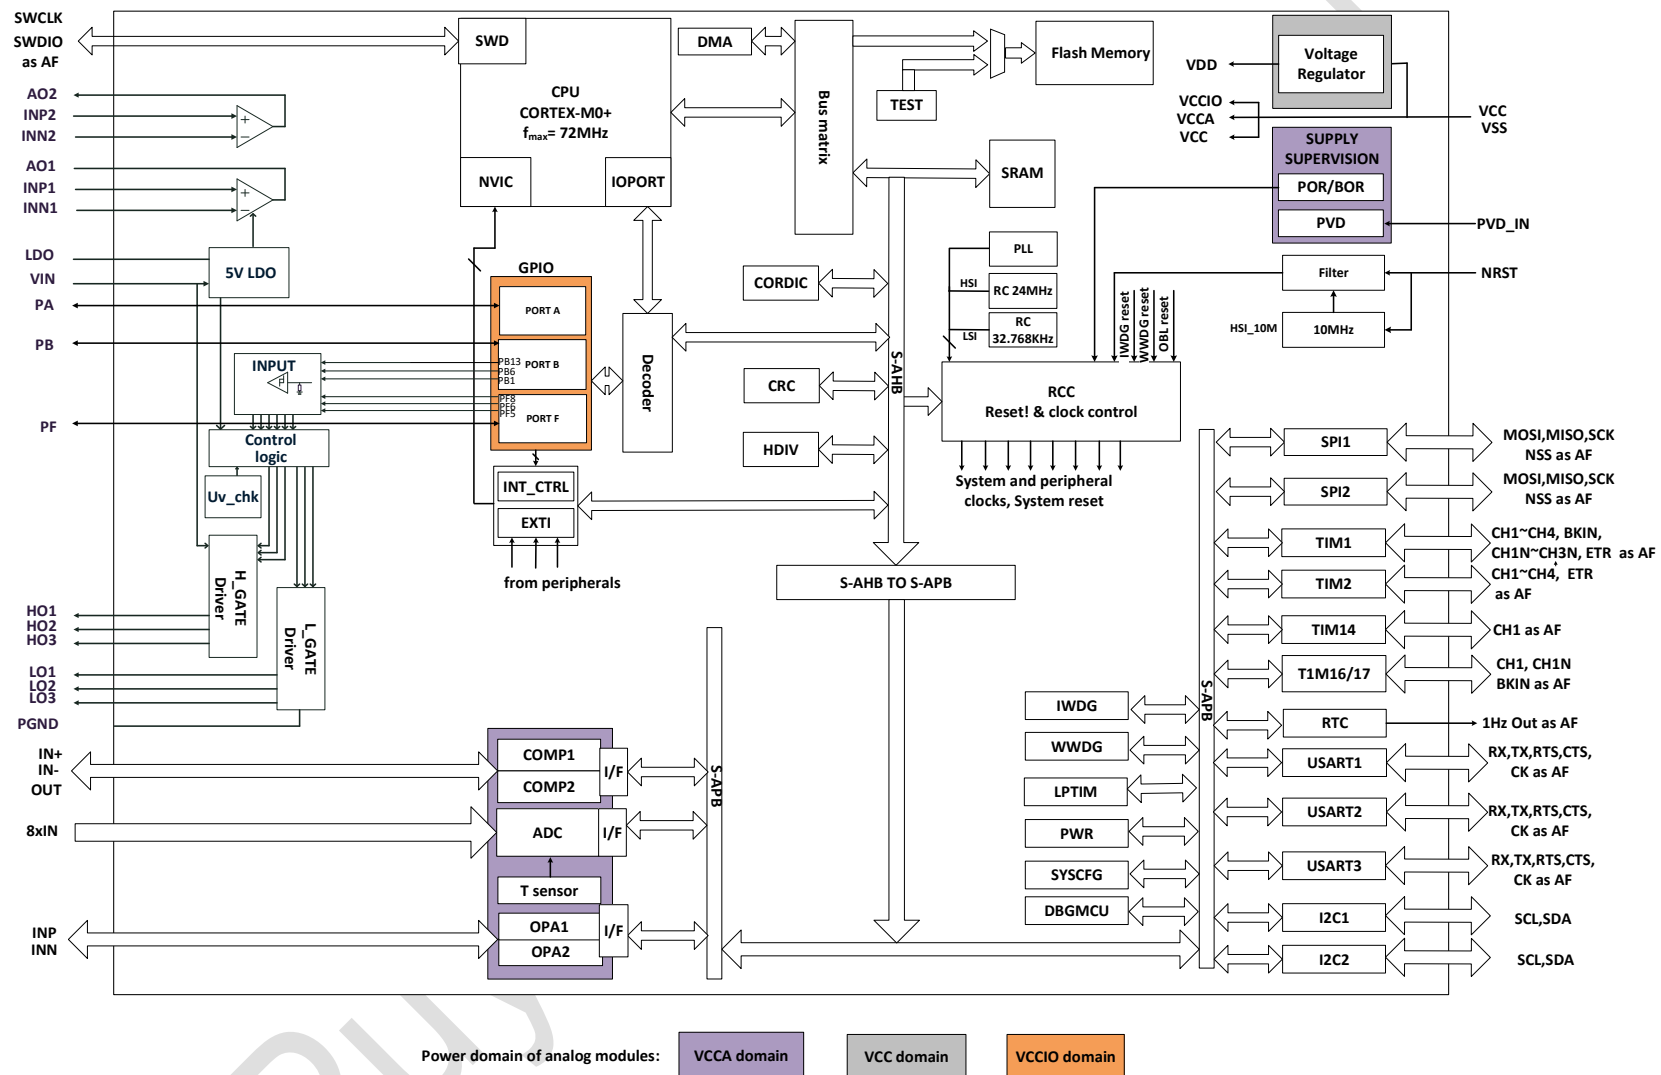 SWCLK
SWDIO
as AF
AO2
INP2
INN2
AO1
INP1
INN1
LDO
VIN
PA
PB
PF
HO1
HO2
HO3
LO1
LO2
LO3
PGND
IN+
IN-
OUT
8xIN
INP
INN
SWD
CPU
CORTEX-M0+
fmax= 72MHz
NVIC
IOPORT
+
−
+
−
5V LDO
INPUT
Control
logic
Uv_chk
H_GATE
Driver
L_GATE
Driver
GPIO
PORT A
PORT B
PB13
PB6
PB1
PF8
PF6
PF5
PORT F
Decoder
INT_CTRL
EXTI
from peripherals
DMA
Bus matrix
TEST
Flash Memory
SRAM
CORDIC
CRC
HDIV
S-AHB
PLL
HSI
RC 24MHz
LSI
RC
32.768KHz
IWDG reset
WWDG reset
OBL reset
RCC
Reset! & clock control
System and peripheral
clocks, System reset
S-AHB TO S-APB
VDD
Voltage
Regulator
VCCIO
VCCA
VCC
VCC
VSS
SUPPLY
SUPERVISION
POR/BOR
PVD
PVD_IN
Filter
NRST
HSI_10M
10MHz
COMP1
COMP2
I/F
ADC
I/F
T sensor
OPA1
OPA2
I/F
S-APB
IWDG
WWDG
LPTIM
PWR
SYSCFG
DBGMCU
S-APB
SPI1
MOSI,MISO,SCK
NSS as AF
SPI2
MOSI,MISO,SCK
NSS as AF
TIM1
CH1~CH4, BKIN,
CH1N~CH3N, ETR as AF
TIM2
CH1~CH4, ETR
as AF
TIM14
CH1 as AF
T1M16/17
CH1, CH1N
BKIN as AF
RTC
1Hz Out as AF
USART1
RX,TX,RTS,CTS,
CK as AF
USART2
RX,TX,RTS,CTS,
CK as AF
USART3
RX,TX,RTS,CTS,
CK as AF
I2C1
SCL,SDA
I2C2
SCL,SDA
Power domain of analog modules:
VCCA domain
VCC domain
VCCIO domain